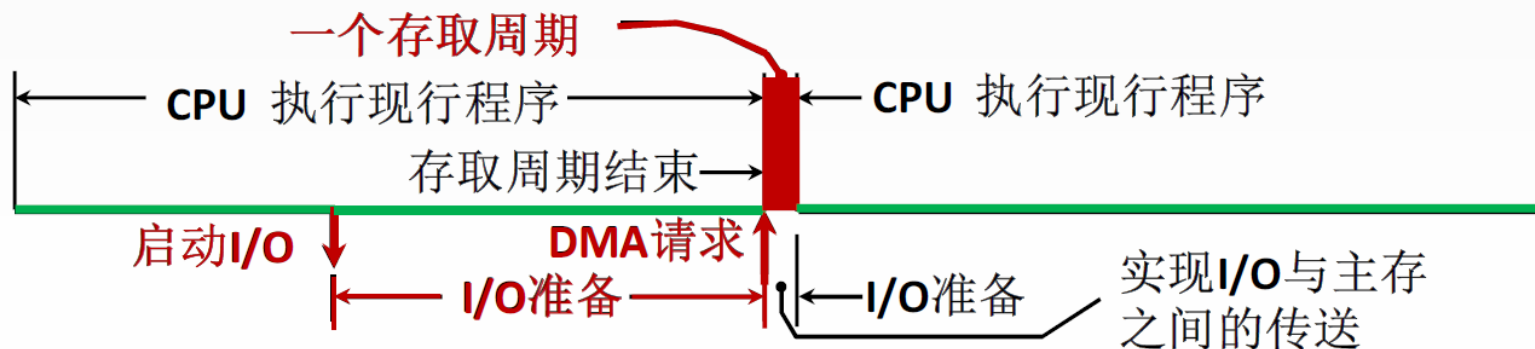 一个存取周期
CPU 执行现行程序
CPU 执行现行程序
存取周期结束
启动I/O
DMA请求
I/O准备
I/O准备
实现I/O与主存
之间的传送